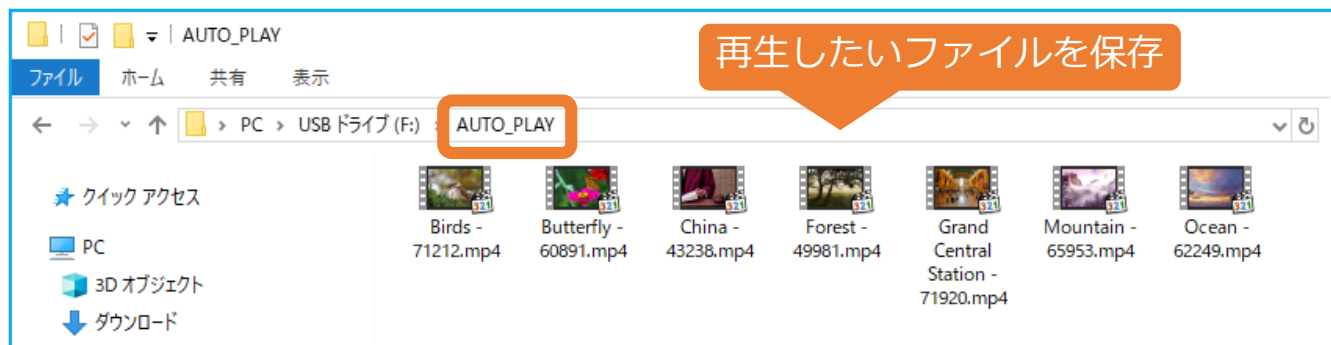 AUTO_PLAY
再生したいファイルを保存
ファイル ホーム 共有 表示
PC › USB ドライブ (F:) › AUTO_PLAY
クイック アクセス
PC
3D オブジェクト
ダウンロード
Birds -
71212.mp4
Butterfly -
60891.mp4
China -
43238.mp4
Forest -
49981.mp4
Grand
Central
Station -
71920.mp4
Mountain -
65953.mp4
Ocean -
62249.mp4